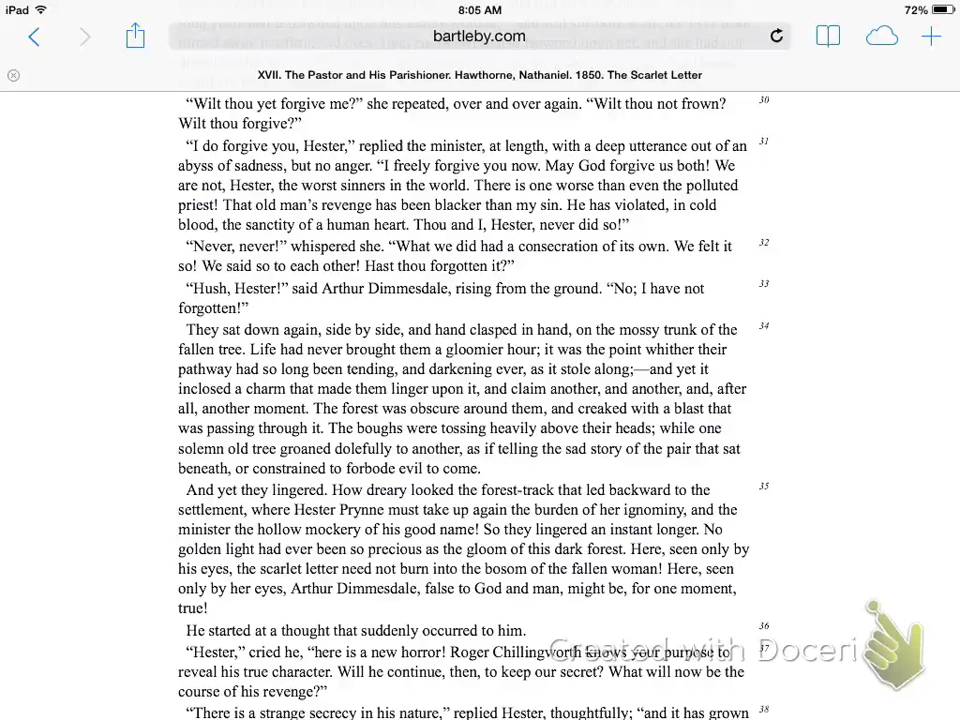 iPad 8:05 AM 72%
bartleby.com
XVII. The Pastor and His Parishioner. Hawthorne, Nathaniel. 1850. The Scarlet Letter
“Wilt thou yet forgive me?” she repeated, over and over again. “Wilt thou not frown? 30
Wilt thou forgive?”
“I do forgive you, Hester,” replied the minister, at length, with a deep utterance out of an 31
abyss of sadness, but no anger. “I freely forgive you now. May God forgive us both! We
are not, Hester, the worst sinners in the world. There is one worse than even the polluted
priest! That old man’s revenge has been blacker than my sin. He has violated, in cold
blood, the sanctity of a human heart. Thou and I, Hester, never did so!”
“Never, never!” whispered she. “What we did had a consecration of its own. We felt it 32
so! We said so to each other! Hast thou forgotten it?”
“Hush, Hester!” said Arthur Dimmesdale, rising from the ground. “No; I have not 33
forgotten!”
They sat down again, side by side, and hand clasped in hand, on the mossy trunk of the 34
fallen tree. Life had never brought them a gloomier hour; it was the point whither their
pathway had so long been tending, and darkening ever, as it stole along;—and yet it
inclosed a charm that made them linger upon it, and claim another, and another, and, after
all, another moment. The forest was obscure around them, and creaked with a blast that
was passing through it. The boughs were tossing heavily above their heads; while one
solemn old tree groaned dolefully to another, as if telling the sad story of the pair that sat
beneath, or constrained to forbode evil to come.
And yet they lingered. How dreary looked the forest-track that led backward to the 35
settlement, where Hester Prynne must take up again the burden of her ignominy, and the
minister the hollow mockery of his good name! So they lingered an instant longer. No
golden light had ever been so precious as the gloom of this dark forest. Here, seen only by
his eyes, the scarlet letter need not burn into the bosom of the fallen woman! Here, seen
only by her eyes, Arthur Dimmesdale, false to God and man, might be, for one moment,
true!
He started at a thought that suddenly occurred to him. 36
“Hester,” cried he, “here is a new horror! Roger Chillingworth knows your purpose to 37
Created with Doceri
reveal his true character. Will he continue, then, to keep our secret? What will now be the
course of his revenge?”
“There is a strange secrecy in his nature,” replied Hester, thoughtfully; “and it has grown 38